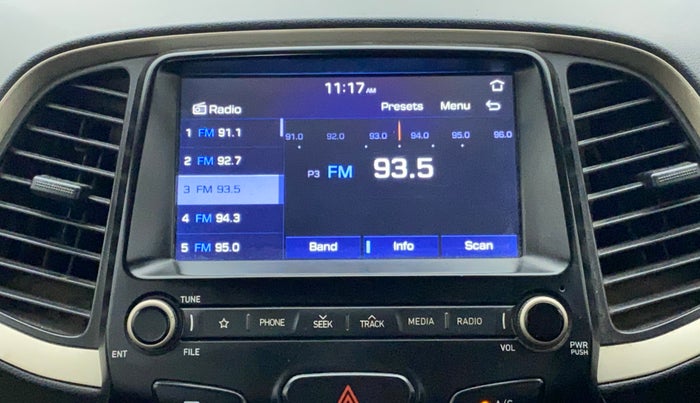 11:17 AM
Radio
Presets Menu
1 FM 91.1
2 FM 92.7
3 FM 93.5
4 FM 94.3
5 FM 95.0
91.0 92.0 93.0 94.0 95.0 96.0
P3 FM 93.5
Band Info Scan
TUNE
PHONE SEEK TRACK MEDIA RADIO
ENT FILE VOL PWR PUSH
A/C